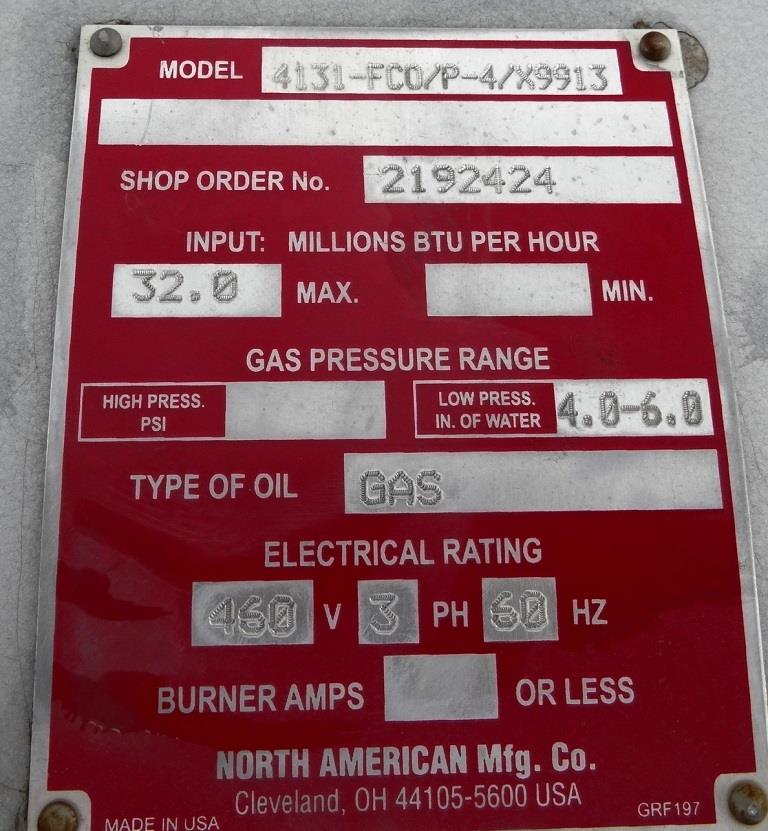 MODEL 4131-FCO/P-4/X9913
SHOP ORDER No. 2192424
INPUT: MILLIONS BTU PER HOUR
32.0 MAX. MIN.
GAS PRESSURE RANGE
HIGH PRESS. PSI LOW PRESS. IN. OF WATER 4.0-6.0
TYPE OF OIL GAS
ELECTRICAL RATING
460 V 3 PH 60 HZ
BURNER AMPS OR LESS
NORTH AMERICAN Mfg. Co.
Cleveland, OH 44105-5600 USA
MADE IN USA GRF197